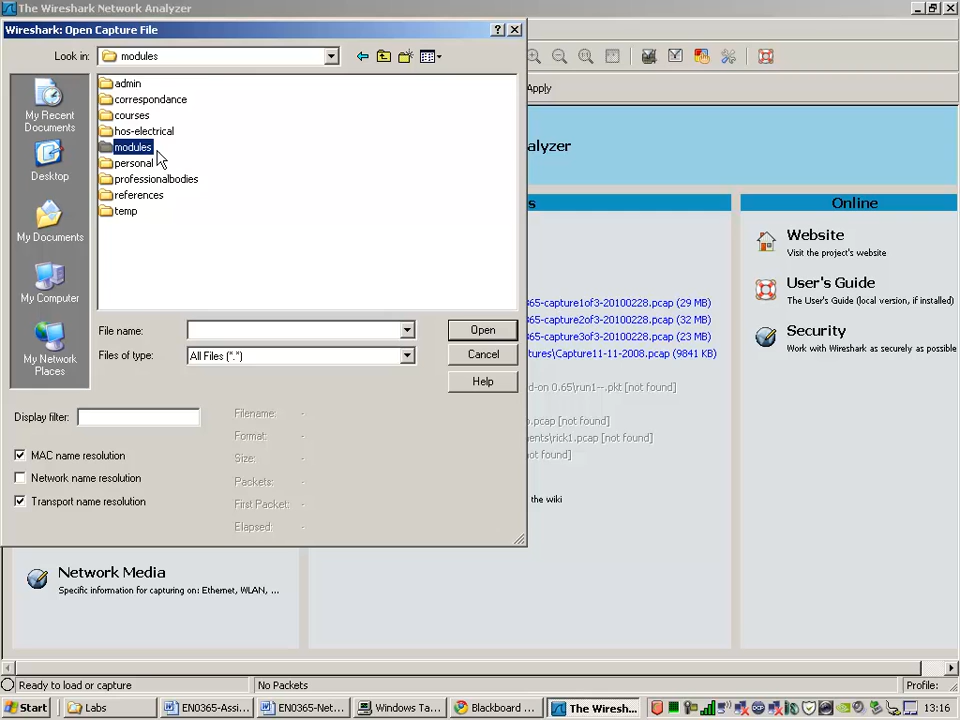 The Wireshark Network Analyzer
Wireshark: Open Capture File
Look in:
modules
Apply
admin
correspondance
courses
hos-electrical
modules
personal
professionalbodies
references
temp
My Recent
Documents
Desktop
My Documents
My Computer
My Network
Places
File name:
Open
Files of type:
All Files (*.*)
Cancel
Help
Display filter:
Filename: -
Format: -
Size: -
Packets: -
First Packet: -
Elapsed: -
MAC name resolution
Network name resolution
Transport name resolution
alyzer
s
65-capture1of3-20100228.pcap (29 MB)
65-capture2of3-20100228.pcap (32 MB)
65-capture3of3-20100228.pcap (23 MB)
tures\Capture11-11-2008.pcap (9841 KB)
d-on 0.65\run1--.pkt [not found]
o.pcap [not found]
nents\rick1.pcap [not found]
ot found]
the wiki
Online
Website
Visit the project's website
User's Guide
The User's Guide (local version, if installed)
Security
Work with Wireshark as securely as possible
Network Media
Specific information for capturing on: Ethernet, WLAN, ...
Ready to load or capture
No Packets
Profile:
Start
Labs
EN0365-Assi...
EN0365-Net...
Windows Ta...
Blackboard ...
The Wiresh...
13:16